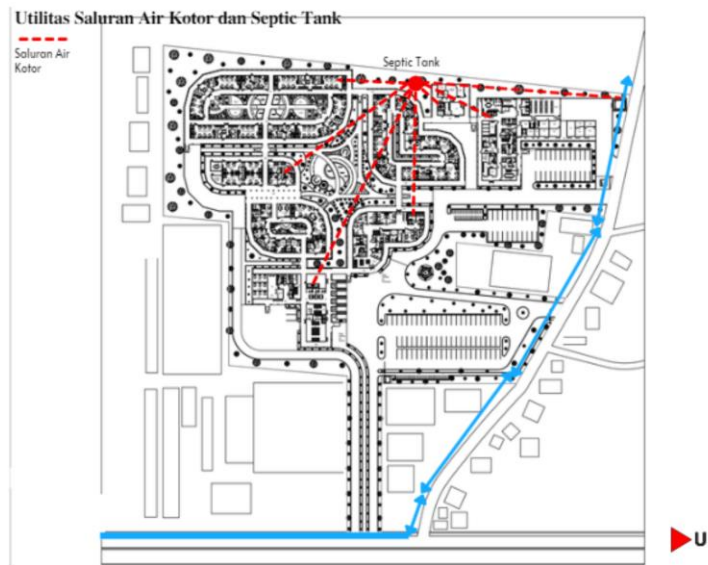 Utilitas Saluran Air Kotor dan Septic Tank
Saluran Air
Kotor
Septic Tank
U